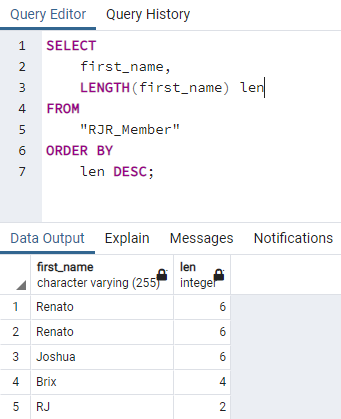 Query Editor Query History
1 SELECT
2 first_name,
3 LENGTH(first_name) len
4 FROM
5 "RJR_Member"
6 ORDER BY
7 len DESC;
Data Output Explain Messages Notifications
first_name len
character varying (255) integer
1 Renato 6
2 Renato 6
3 Joshua 6
4 Brix 4
5 RJ 2